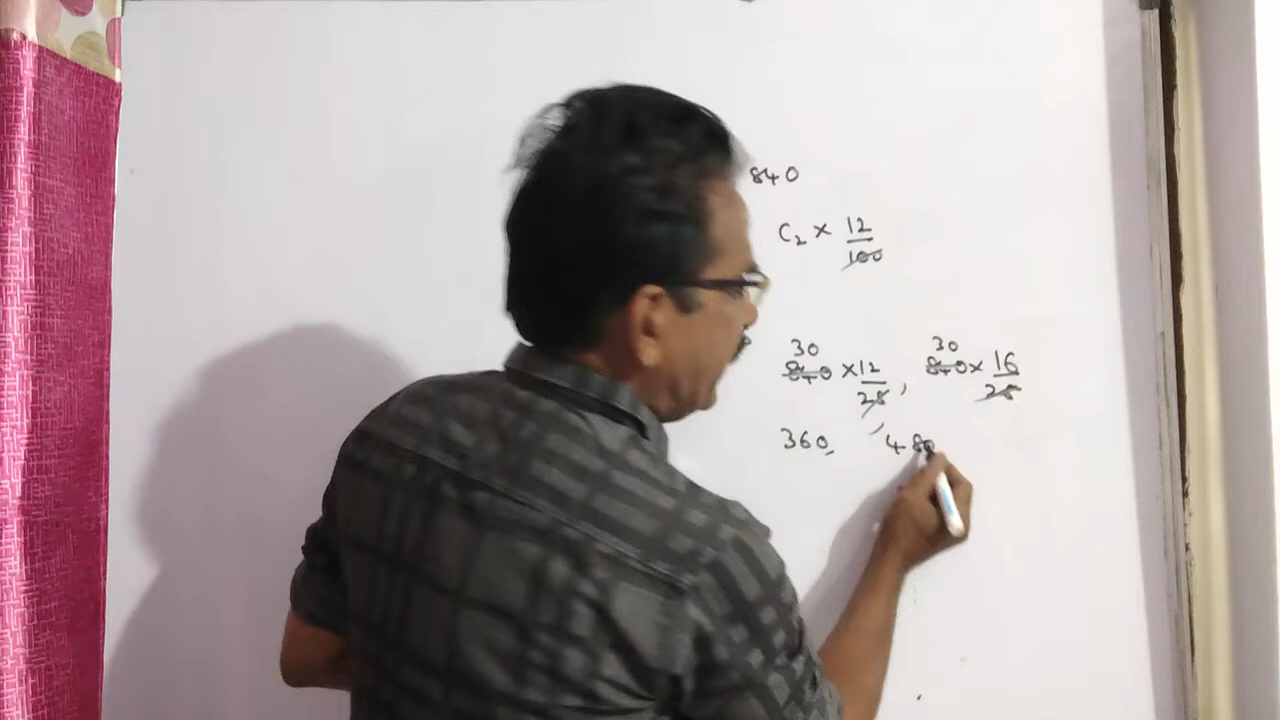 840
C₂ × 12/100
30 30
840 × 12/28, 840 × 16/28
360, 480